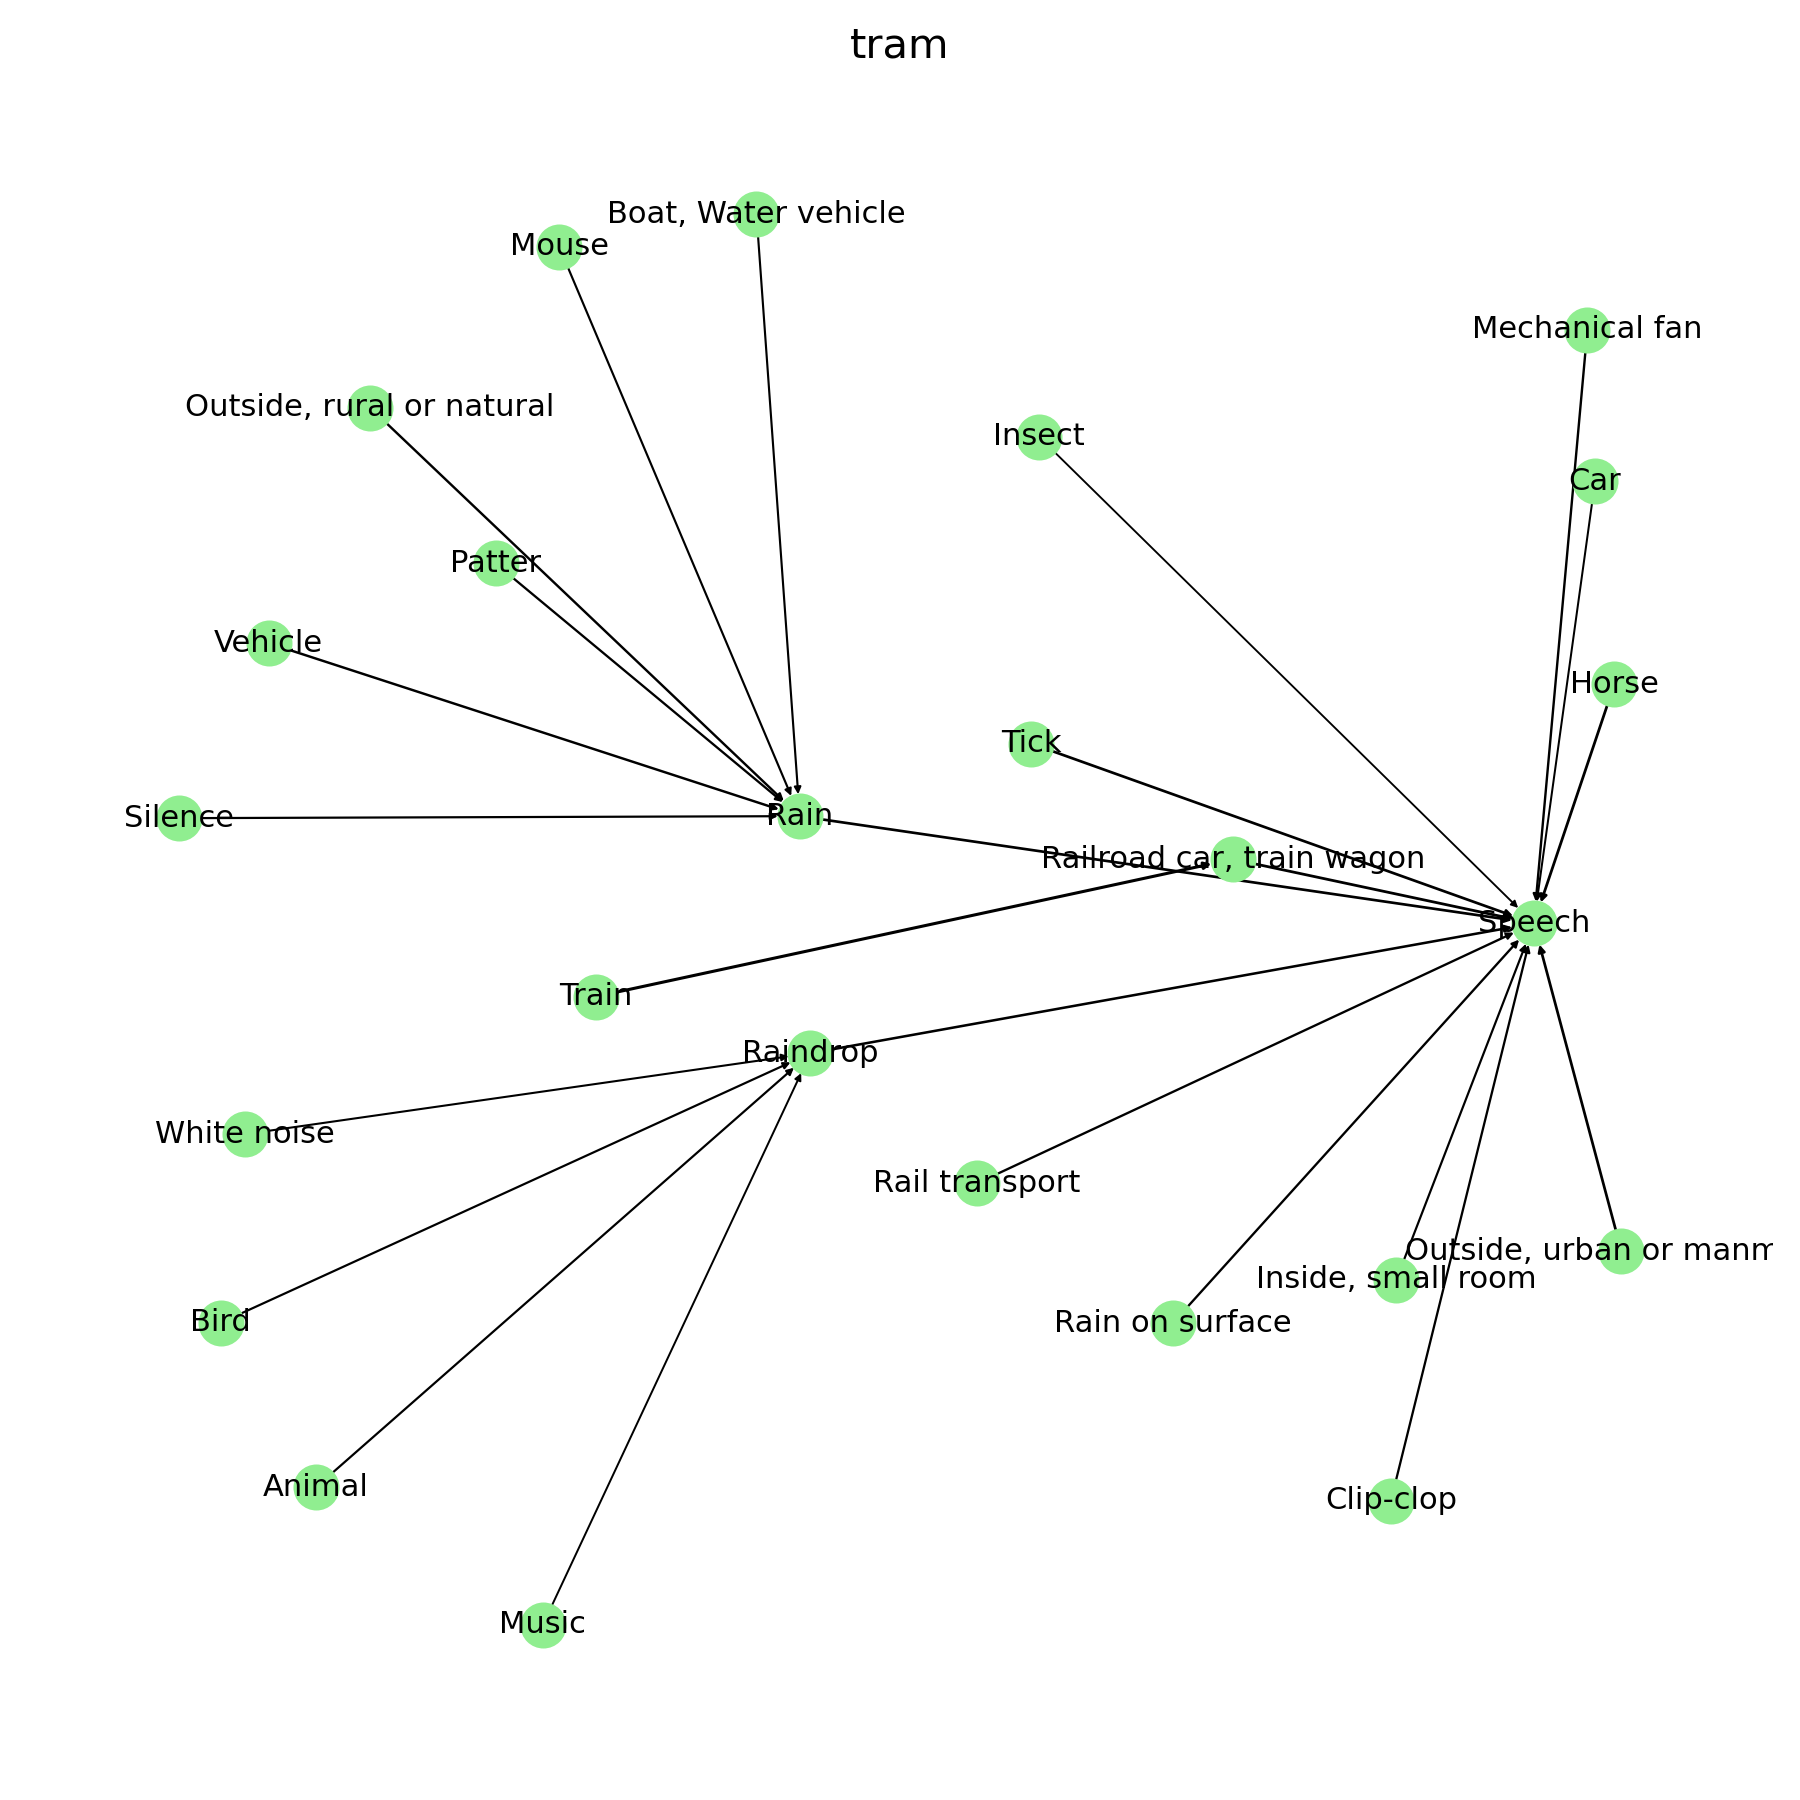 tram
Boat, Water vehicle
Mouse
Mechanical fan
Outside, rural or natural
Insect
Car
Patter
Vehicle
Horse
Tick
Silence
Rain
Railroad car, train wagon
Speech
Train
Raindrop
White noise
Rail transport
Outside, urban or manm
Inside, small room
Bird
Rain on surface
Animal
Clip-clop
Music